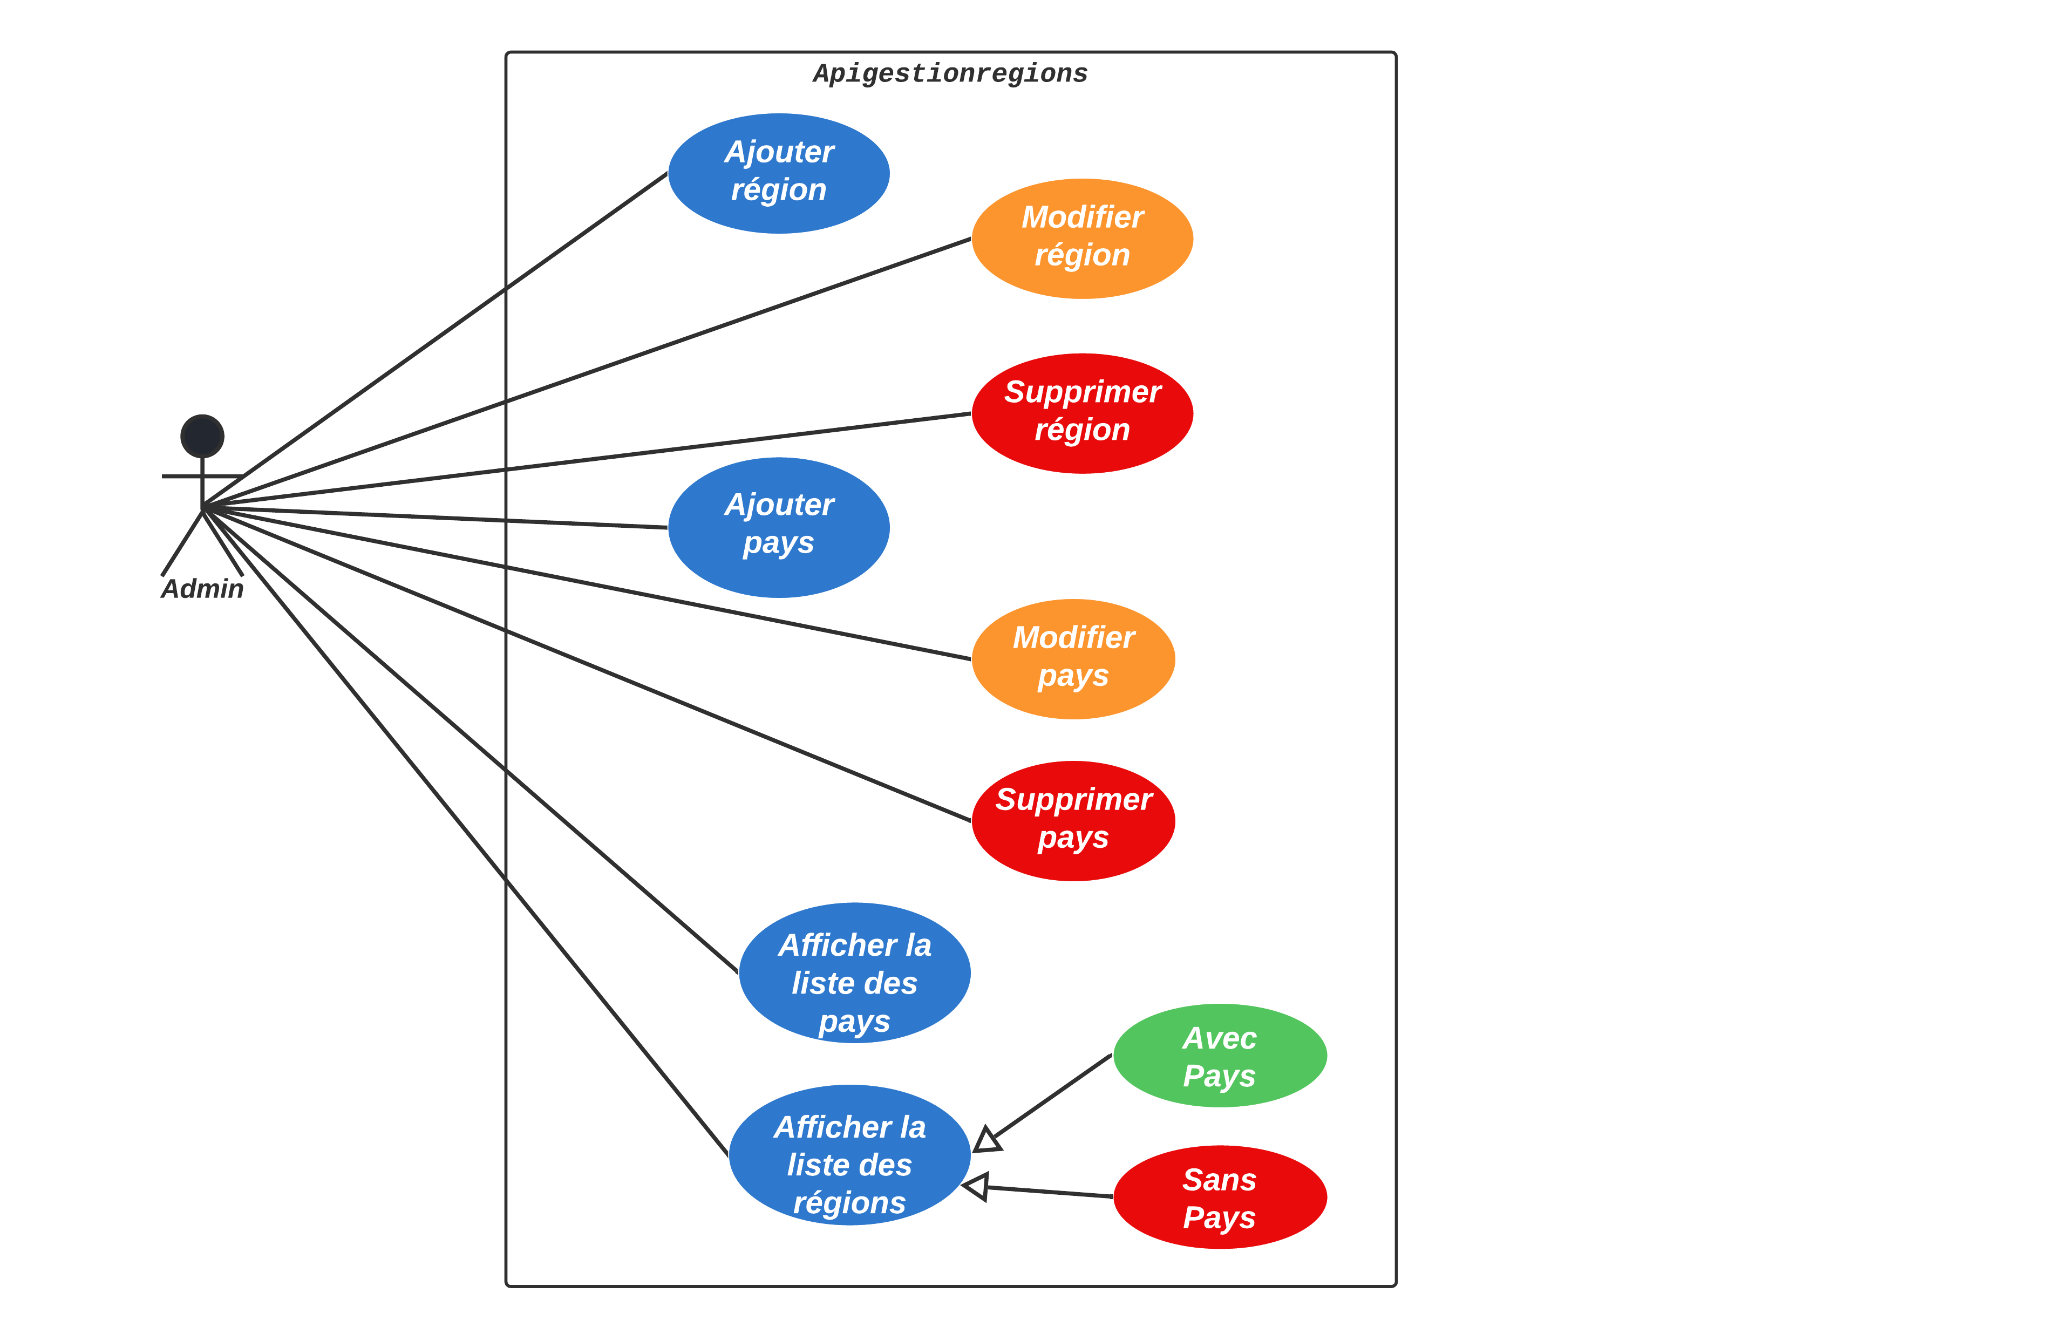 Apigestionregions
Ajouter
région
Modifier
région
Supprimer
région
Ajouter
pays
Admin
Modifier
pays
Supprimer
pays
Afficher la
liste des
pays
Avec
Pays
Afficher la
liste des
régions
Sans
Pays